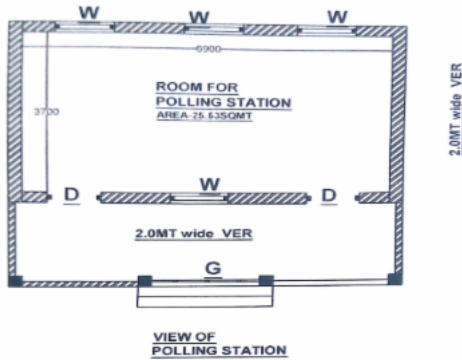 W W W
6900
ROOM FOR
POLLING STATION
AREA-25.53SQMT
3700
2.0MT wide VER
D W D
2.0MT wide VER
G
VIEW OF
POLLING STATION